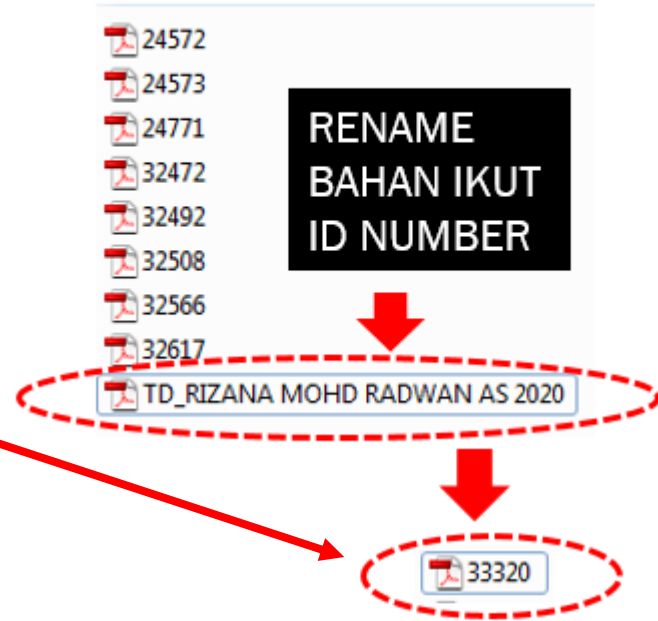 24572
24573
24771
32472
32492
32508
32566
32617
TD_RIZANA MOHD RADWAN AS 2020
RENAME
BAHAN IKUT
ID NUMBER
33320